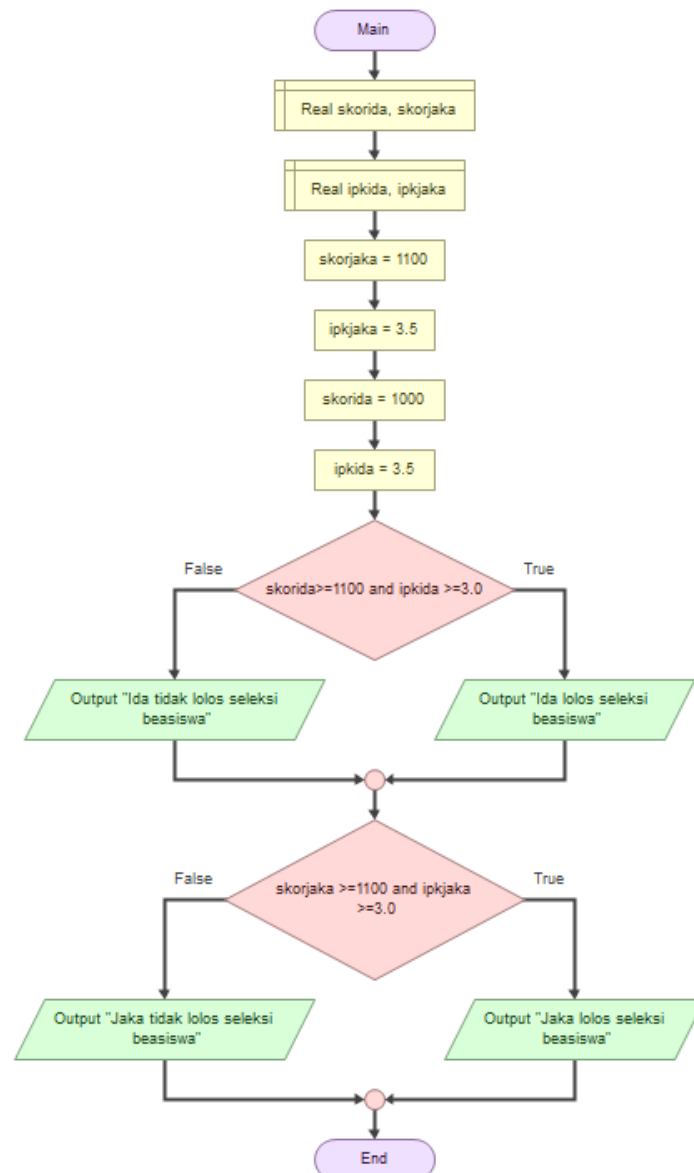 Main
Real skorida, skorjaka
Real ipkida, ipkjaka
skorjaka = 1100
ipkjaka = 3.5
skorida = 1000
ipkida = 3.5
False
True
skorida>=1100 and ipkida >=3.0
Output "Ida tidak lolos seleksi
beasiswa"
Output "Ida lolos seleksi
beasiswa"
False
True
skorjaka >=1100 and ipkjaka
>=3.0
Output "Jaka tidak lolos seleksi
beasiswa"
Output "Jaka lolos seleksi
beasiswa"
End